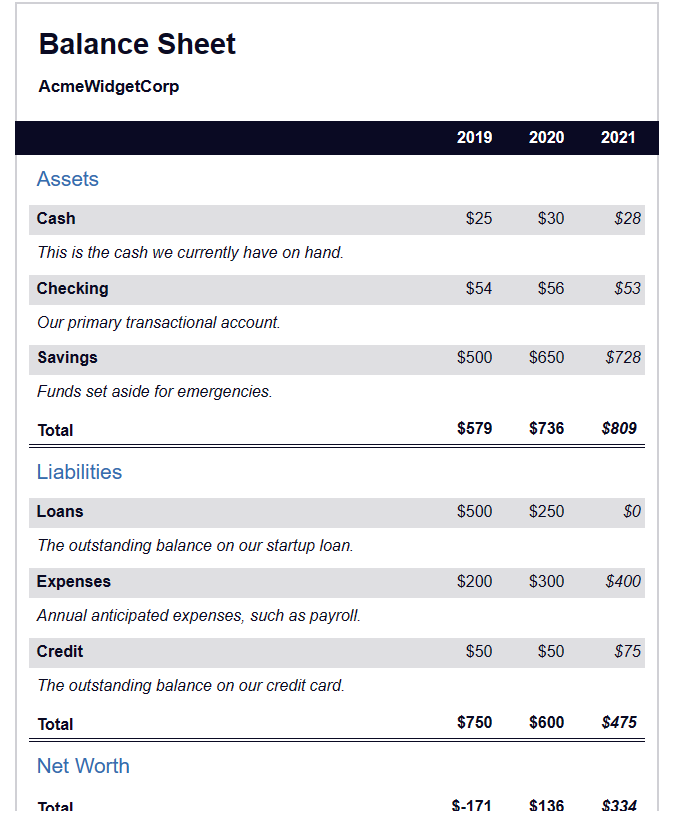 Balance Sheet
AcmeWidgetCorp
2019 2020 2021
Assets
Cash $25 $30 $28
This is the cash we currently have on hand.
Checking $54 $56 $53
Our primary transactional account.
Savings $500 $650 $728
Funds set aside for emergencies.
Total $579 $736 $809
Liabilities
Loans $500 $250 $0
The outstanding balance on our startup loan.
Expenses $200 $300 $400
Annual anticipated expenses, such as payroll.
Credit $50 $50 $75
The outstanding balance on our credit card.
Total $750 $600 $475
Net Worth
Total $-171 $136 $334